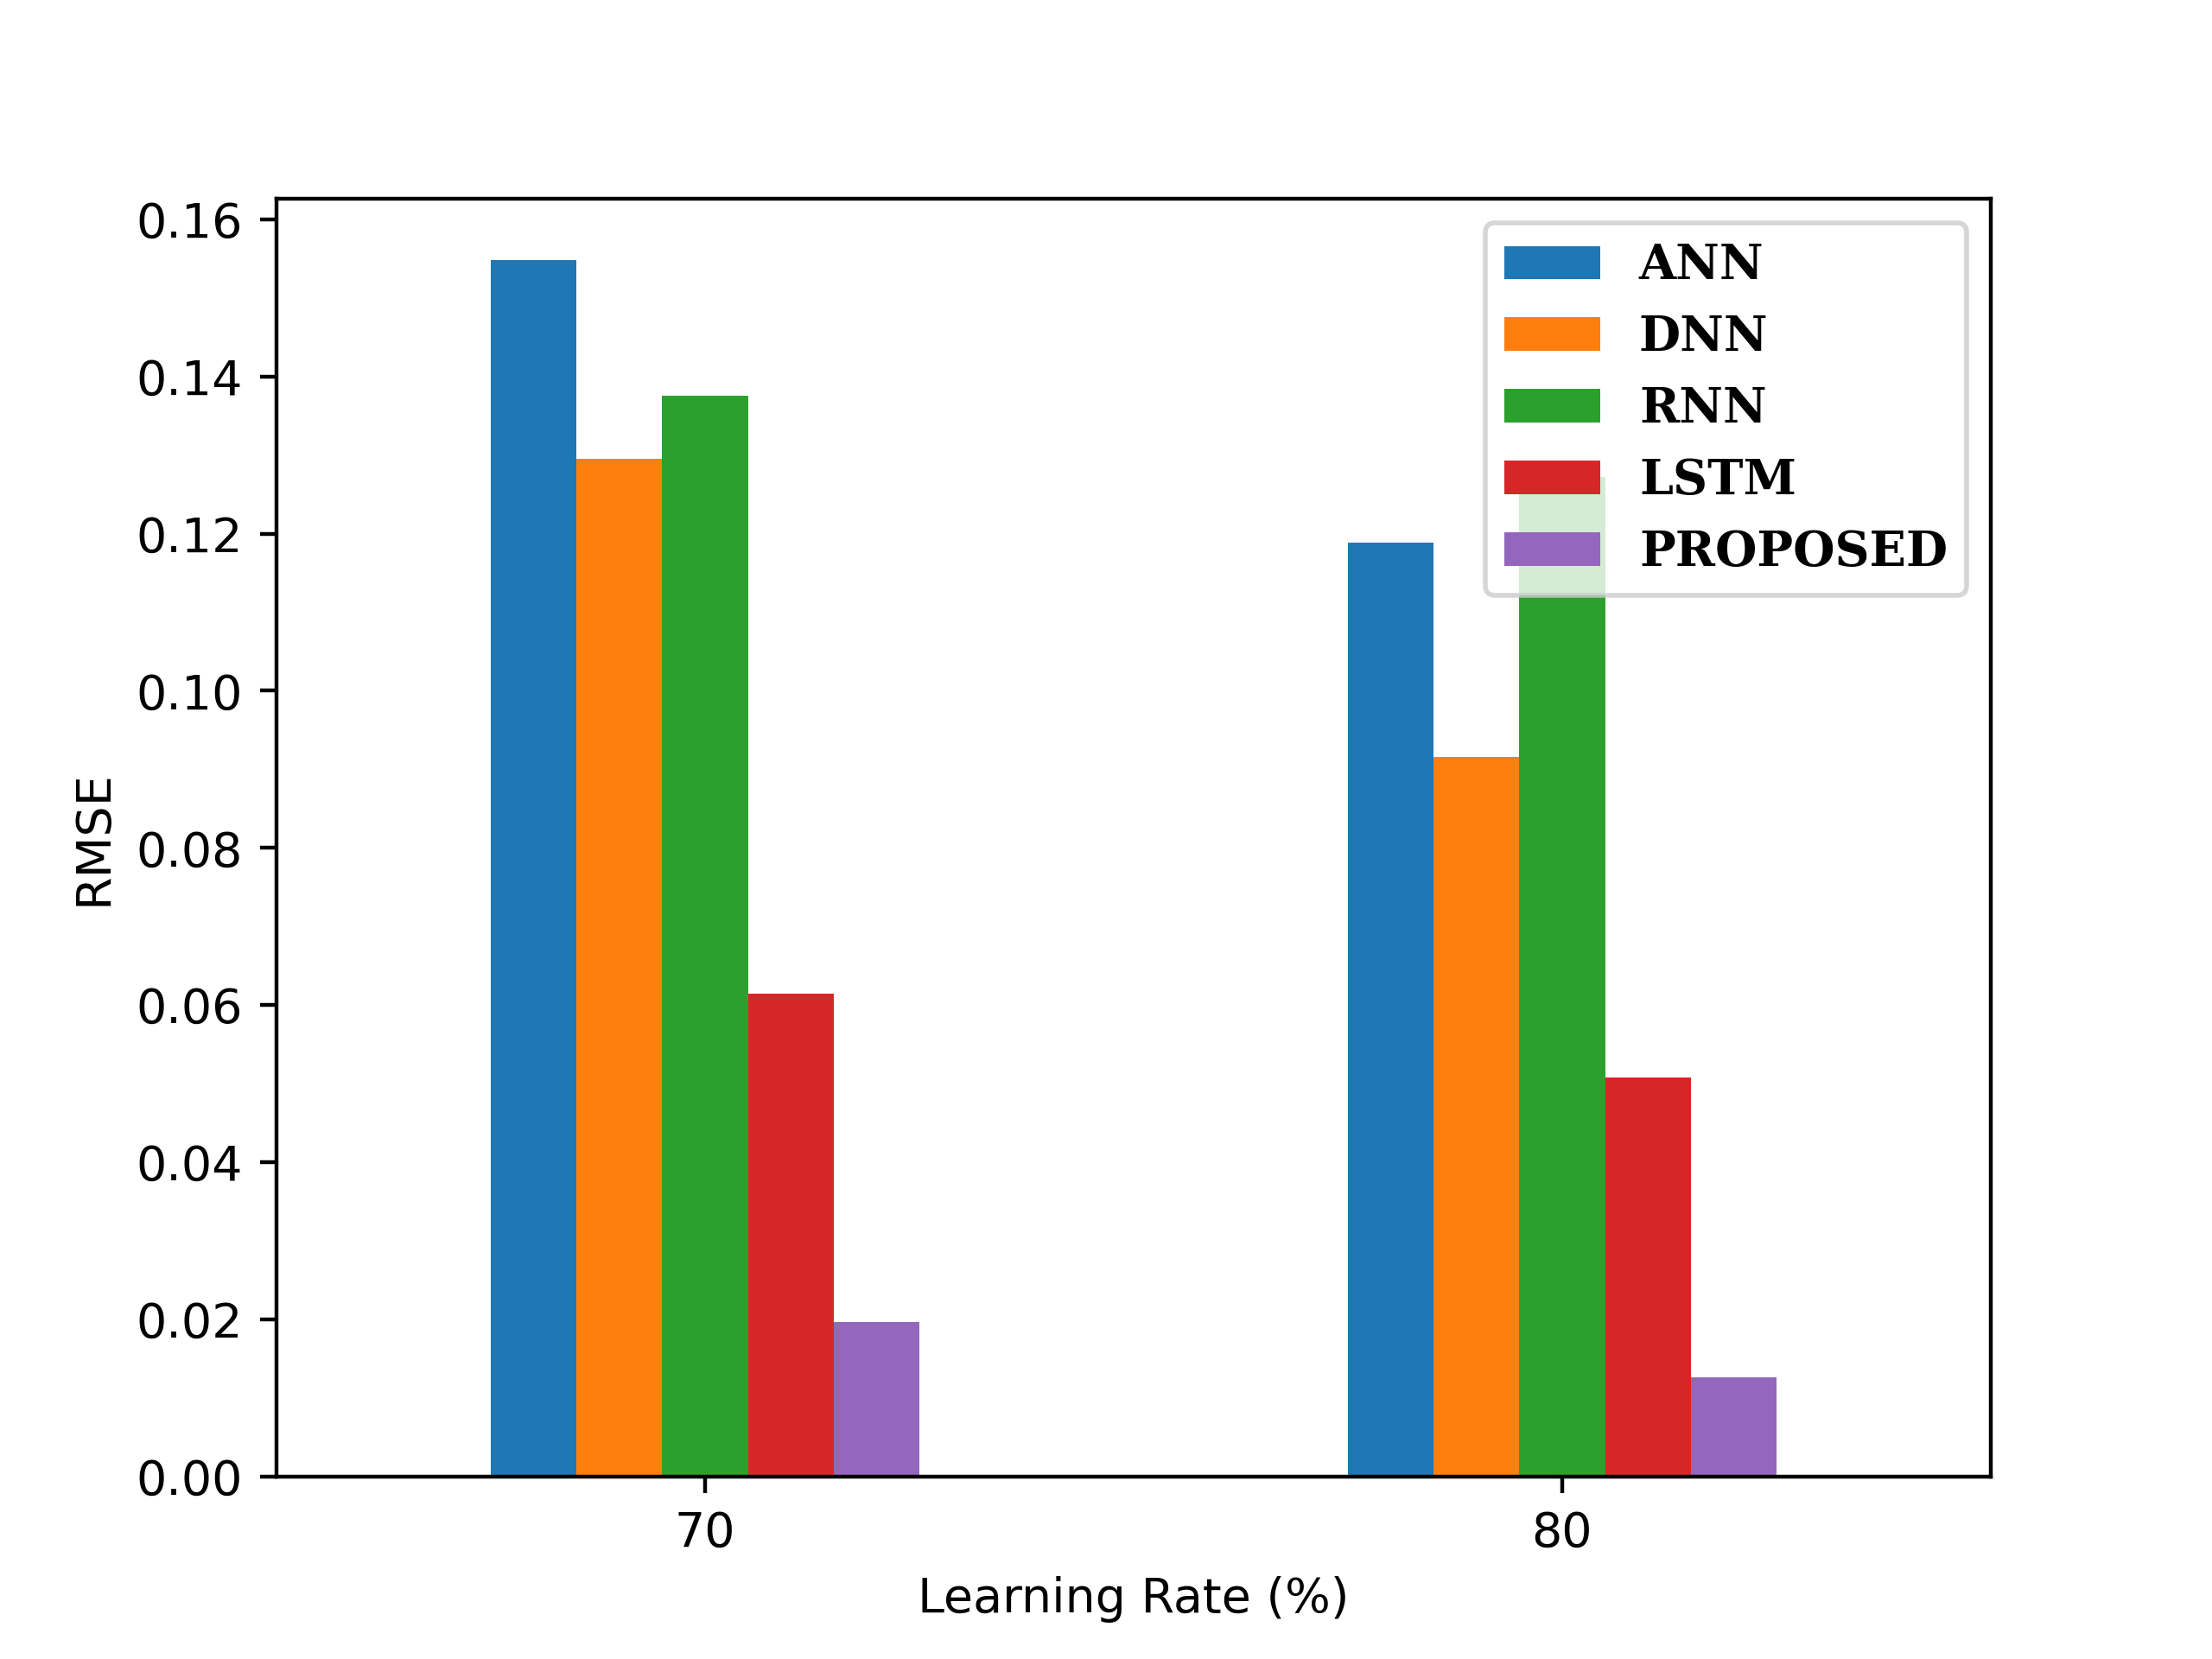 0.16
0.14
0.12
0.10
0.08
0.06
0.04
0.02
0.00
RMSE
ANN
DNN
RNN
LSTM
PROPOSED
70
80
Learning Rate (%)